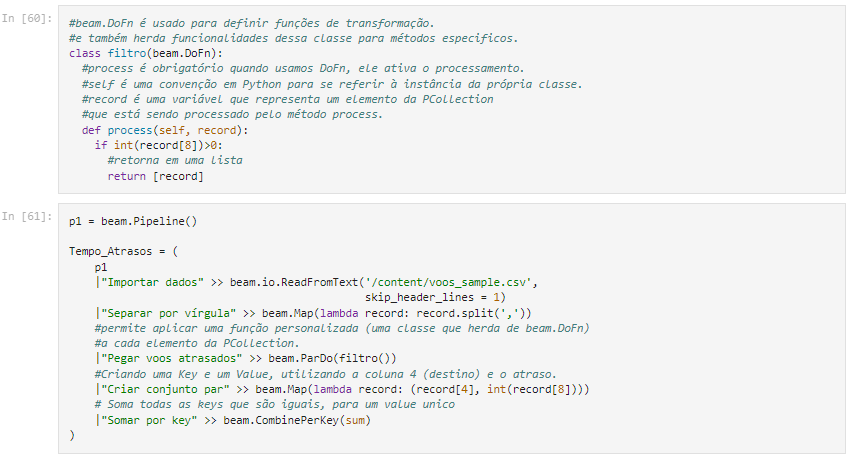 In [60]:
#beam.DoFn é usado para definir funções de transformação.
#e também herda funcionalidades dessa classe para métodos especificos.
class filtro(beam.DoFn):
  #process é obrigatório quando usamos DoFn, ele ativa o processamento.
  #self é uma convenção em Python para se referir à instância da própria classe.
  #record é uma variável que representa um elemento da PCollection
  #que está sendo processado pelo método process.
  def process(self, record):
    if int(record[8])>0:
      #retorna em uma lista
      return [record]
In [61]:
p1 = beam.Pipeline()
Tempo_Atrasos = (
    p1
    |"Importar dados" >> beam.io.ReadFromText('/content/voos_sample.csv',
                                              skip_header_lines = 1)
    |"Separar por vírgula" >> beam.Map(lambda record: record.split(','))
    #permite aplicar uma função personalizada (uma classe que herda de beam.DoFn)
    #a cada elemento da PCollection.
    |"Pegar voos atrasados" >> beam.ParDo(filtro())
    #Criando uma Key e um Value, utilizando a coluna 4 (destino) e o atraso.
    |"Criar conjunto par" >> beam.Map(lambda record: (record[4], int(record[8])))
    # Soma todas as keys que são iguais, para um value unico
    |"Somar por key" >> beam.CombinePerKey(sum)
)